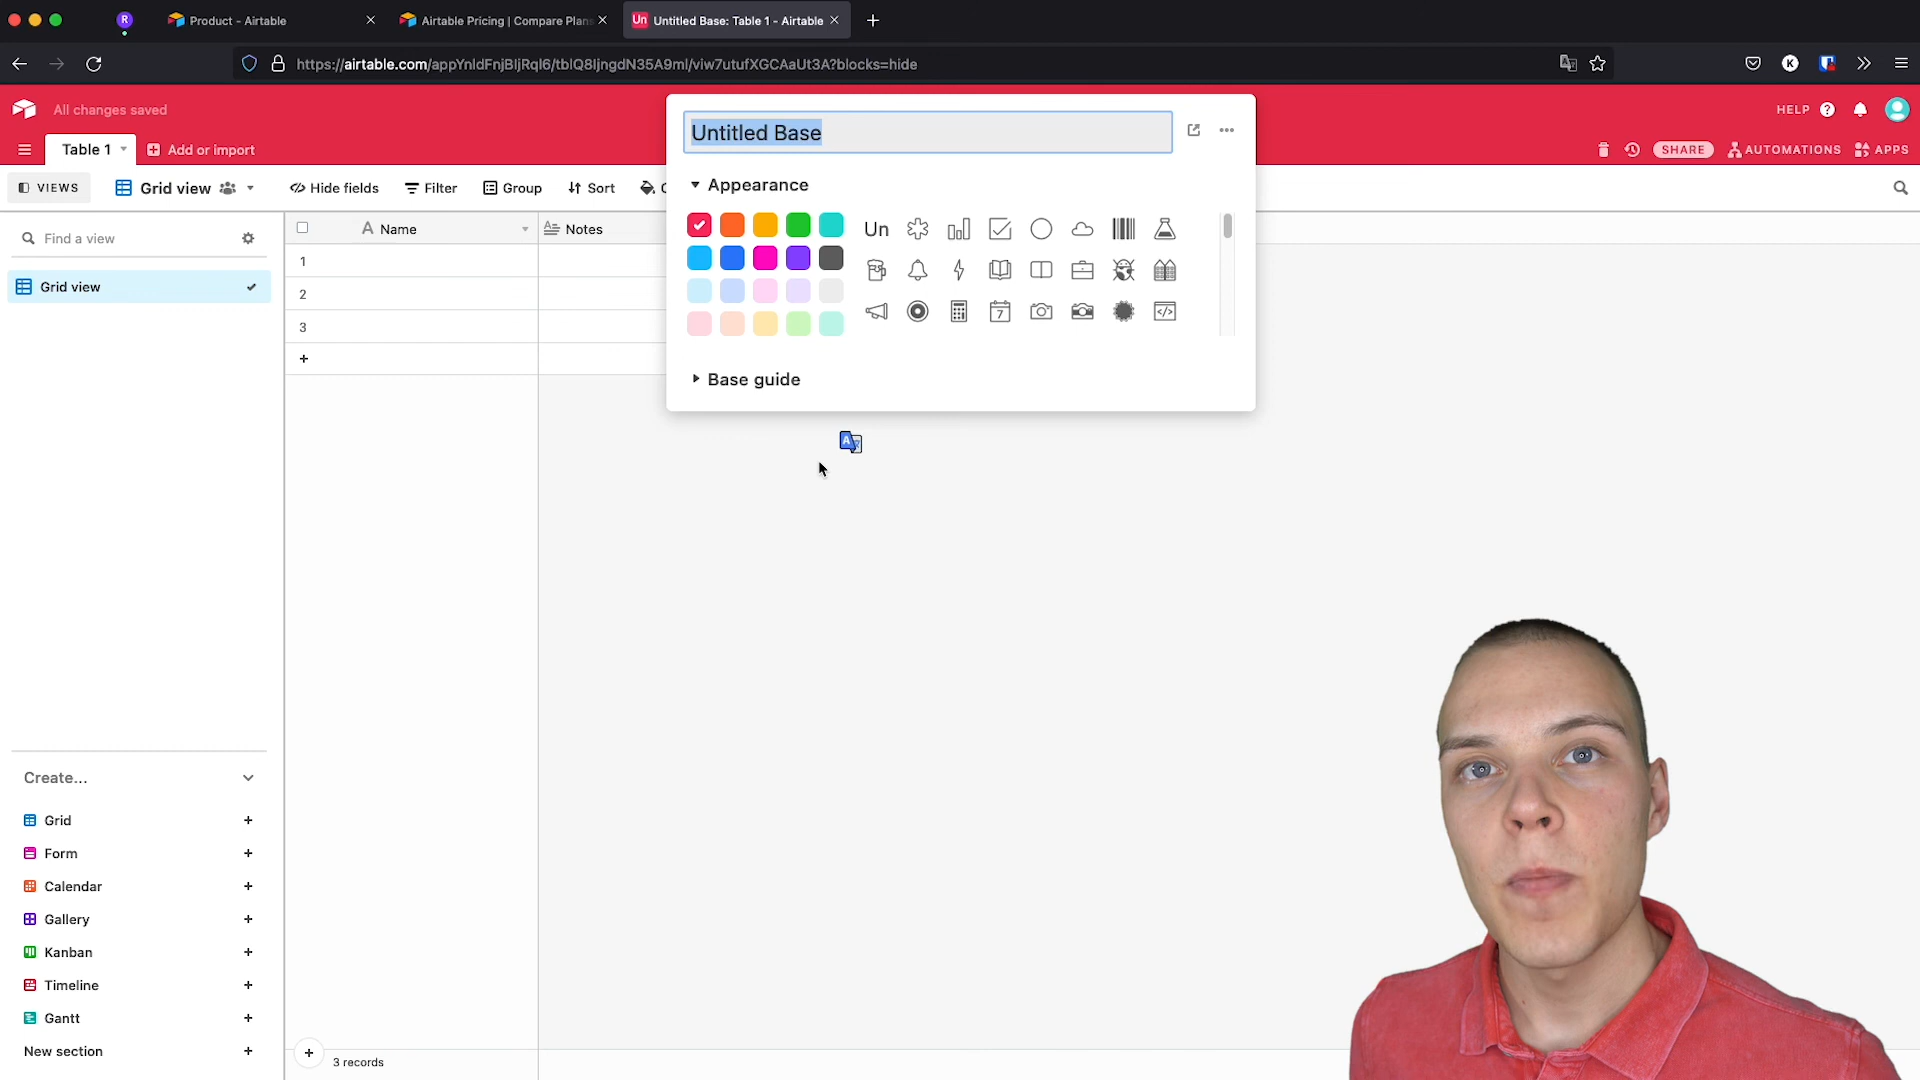 R
Product - Airtable
Airtable Pricing | Compare Plans
Un
Untitled Base: Table 1 - Airtable
https://airtable.com/appYnIdFnjBIjRql6/tblQ8IjngdN35A9ml/viw7utufXGCAaUt3A?blocks=hide
K
All changes saved
HELP
Table 1
Add or import
SHARE
AUTOMATIONS
APPS
Untitled Base
Appearance
Un
7
Base guide
VIEWS
Grid view
Hide fields
Filter
Group
Sort
Find a view
Grid view
A Name
Notes
1
2
3
Create...
Grid
Form
Calendar
Gallery
Kanban
Timeline
Gantt
New section
3 records